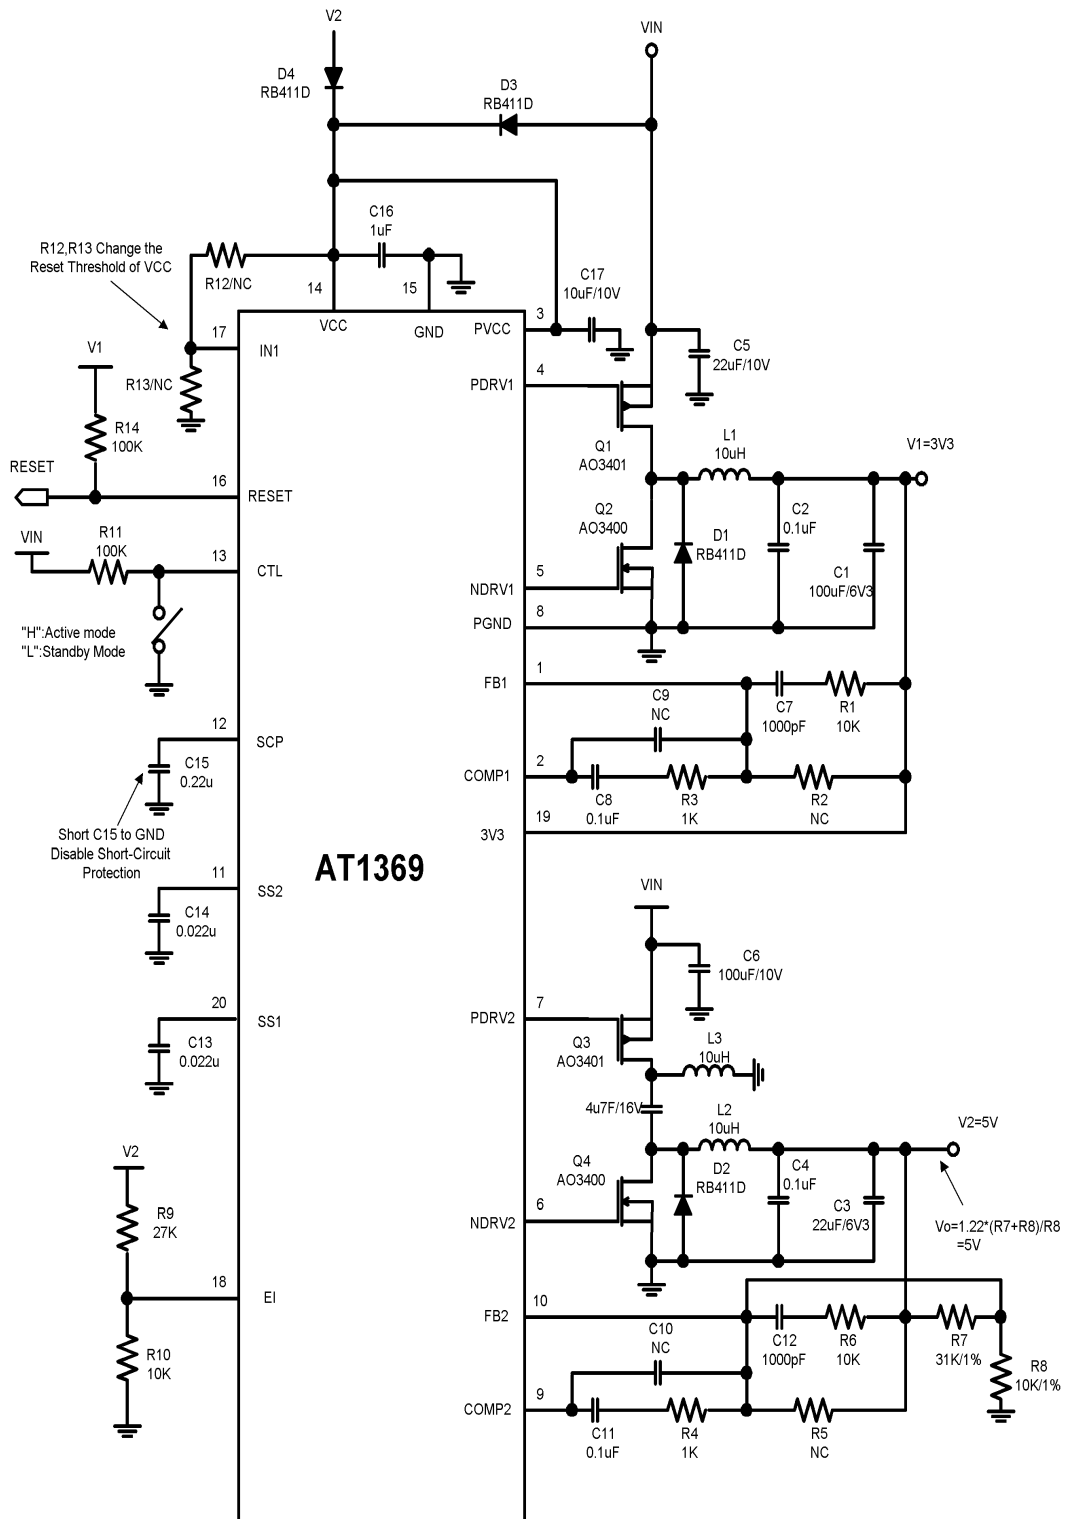 V2
VIN
D4
RB411D
D3
RB411D
C16
1uF
R12,R13 Change the
Reset Threshold of VCC
R12/NC
14
15
C17
10uF/10V
3
VCC
GND
PVCC
17
IN1
C5
22uF/10V
V1
R13/NC
4
PDRV1
R14
100K
Q1
AO3401
L1
10uH
V1=3V3
RESET
16
RESET
Q2
AO3400
C2
0.1uF
VIN
R11
100K
13
CTL
D1
RB411D
C1
100uF/6V3
5
NDRV1
8
PGND
"H":Active mode
"L":Standby Mode
1
FB1
C9
NC
C7
1000pF
R1
10K
12
SCP
C15
0.22u
2
COMP1
C8
0.1uF
R3
1K
R2
NC
19
3V3
Short C15 to GND
Disable Short-Circuit
Protection
AT1369
11
SS2
C14
0.022u
VIN
C6
100uF/10V
20
SS1
C13
0.022u
7
PDRV2
Q3
AO3401
L3
10uH
4u7F/16V
L2
10uH
V2=5V
V2
Q4
AO3400
D2
RB411D
C4
0.1uF
C3
22uF/6V3
R9
27K
6
NDRV2
Vo=1.22*(R7+R8)/R8
=5V
18
EI
10
FB2
C10
NC
C12
1000pF
R6
10K
R7
31K/1%
R8
10K/1%
R10
10K
9
COMP2
C11
0.1uF
R4
1K
R5
NC